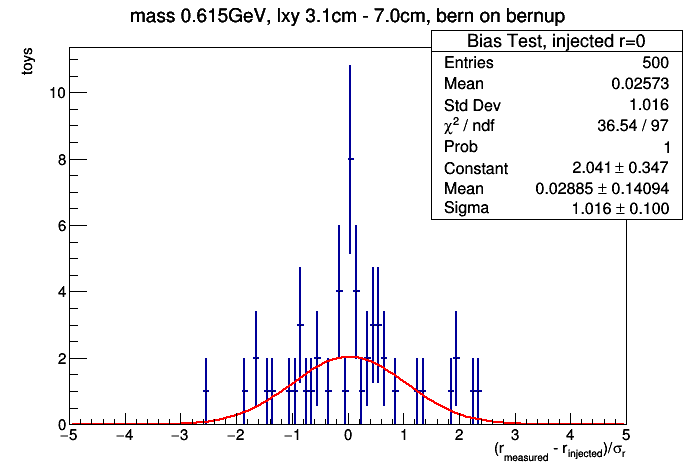 mass 0.615GeV, lxy 3.1cm - 7.0cm, bern on bernup
Bias Test, injected r=0
Entries 500
Mean 0.02573
Std Dev 1.016
χ² / ndf 36.54 / 97
Prob 1
Constant 2.041 ± 0.347
Mean 0.02885 ± 0.14094
Sigma 1.016 ± 0.100
toys
10
8
6
4
2
0
−5 −4 −3 −2 −1 0 1 2 3 4 5
(r_measured - r_injected)/σ_r